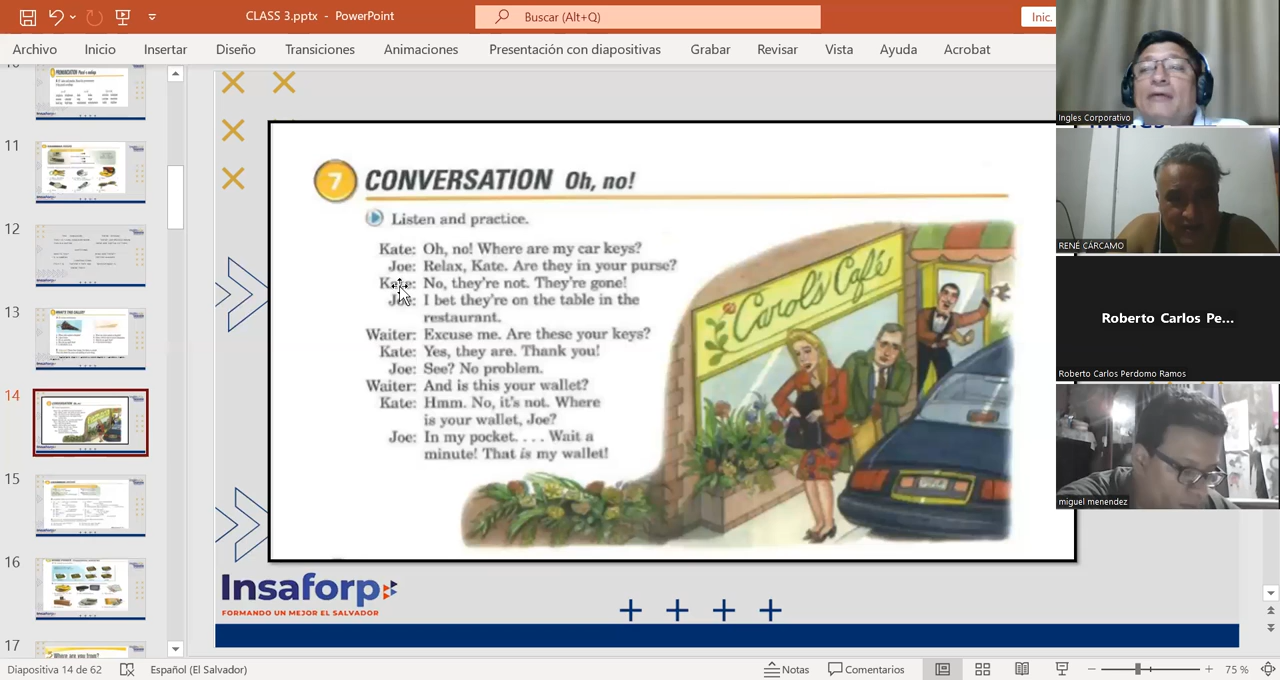 CLASS 3.pptx - PowerPoint
Buscar (Alt+Q)
Inic.
Archivo Inicio Insertar Diseño Transiciones Animaciones Presentación con diapositivas Grabar Revisar Vista Ayuda Acrobat
11
12
13
14
15
16
17
7 CONVERSATION Oh, no!
Listen and practice.
Kate: Oh, no! Where are my car keys?
Joe: Relax, Kate. Are they in your purse?
Kate: No, they're not. They're gone!
Joe: I bet they're on the table in the
restaurant.
Waiter: Excuse me. Are these your keys?
Kate: Yes, they are. Thank you!
Joe: See? No problem.
Waiter: And is this your wallet?
Kate: Hmm. No, it's not. Where
is your wallet, Joe?
Joe: In my pocket. . . . Wait a
minute! That is my wallet!
Carol's Café
Insaforp
FORMANDO UN MEJOR EL SALVADOR
Ingles Corporativo
RENÉ CÁRCAMO
Roberto Carlos Pe...
Roberto Carlos Perdomo Ramos
miguel menendez
Diapositiva 14 de 62
Español (El Salvador)
Notas
Comentarios
75 %